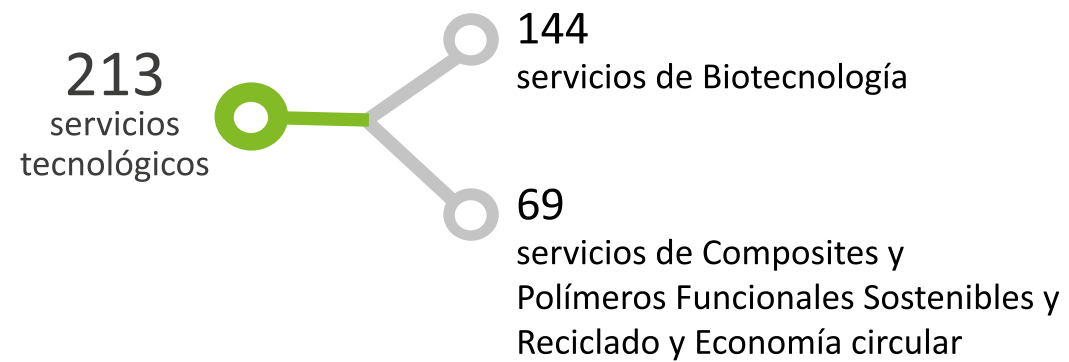 213
servicios
tecnológicos
144
servicios de Biotecnología
69
servicios de Composites y
Polímeros Funcionales Sostenibles y
Reciclado y Economía circular